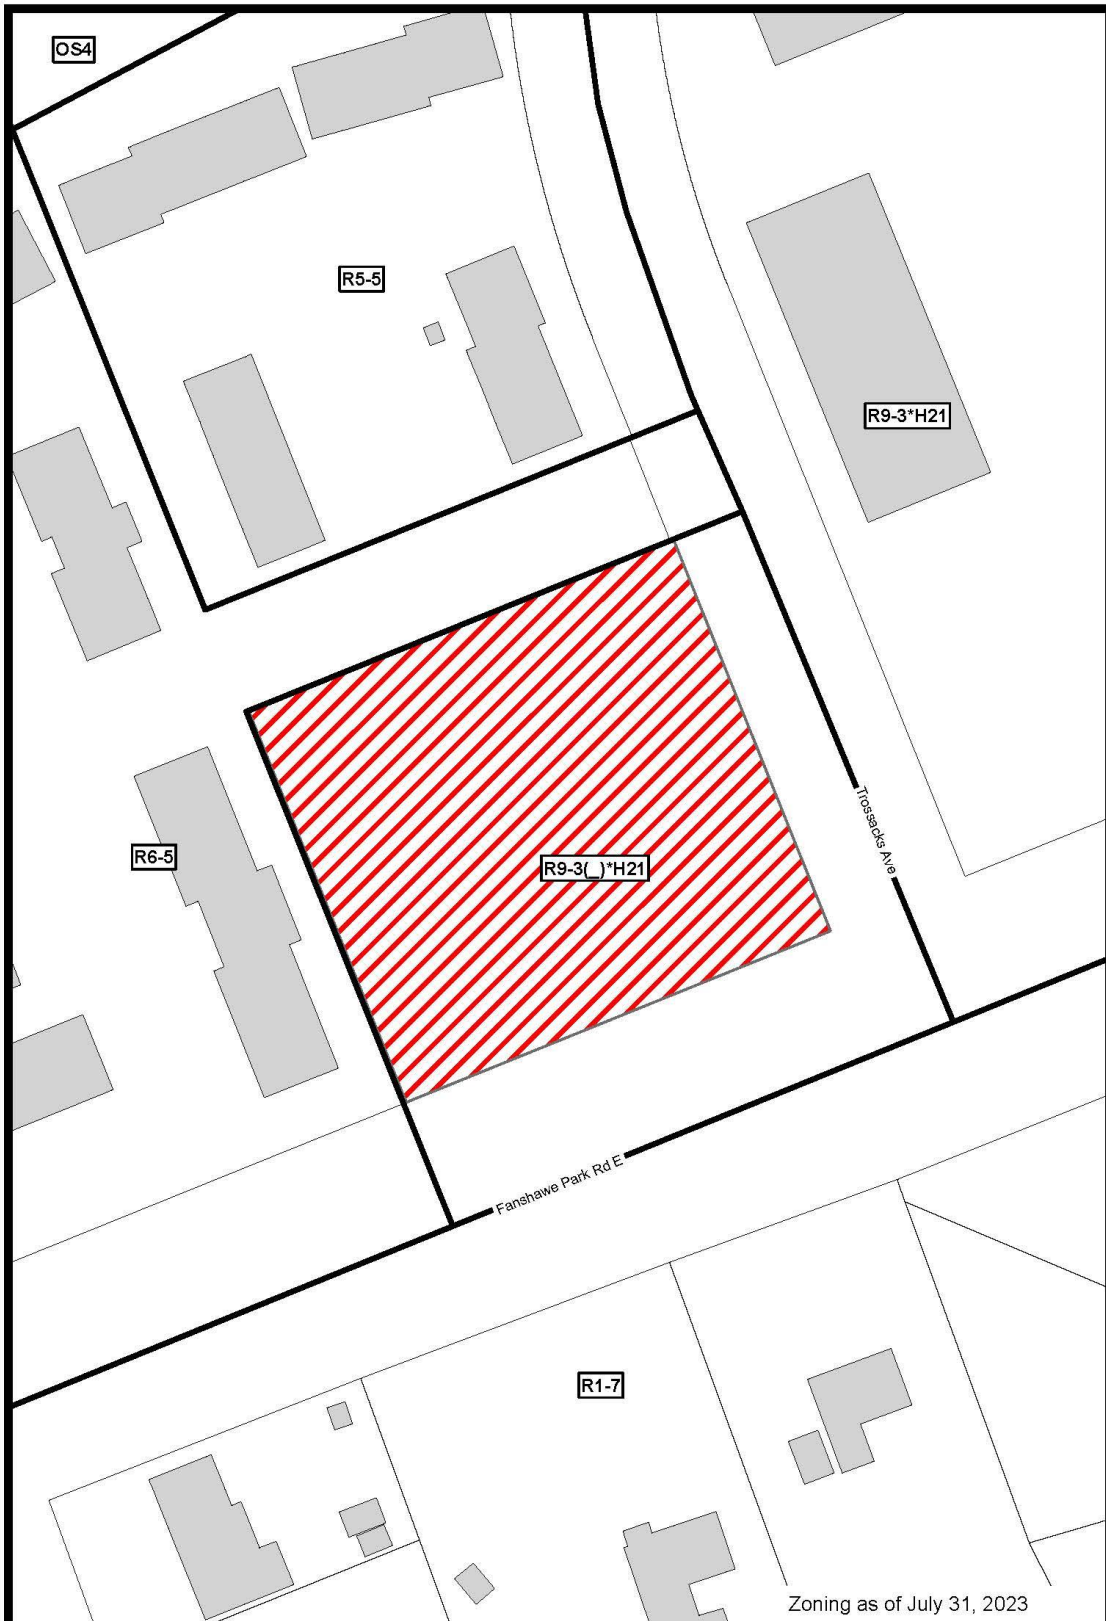 OS4
R5-5
R9-3*H21
Trossacks Ave
R6-5
R9-3(_)*H21
Fanshawe Park Rd E
R1-7
Zoning as of July 31, 2023